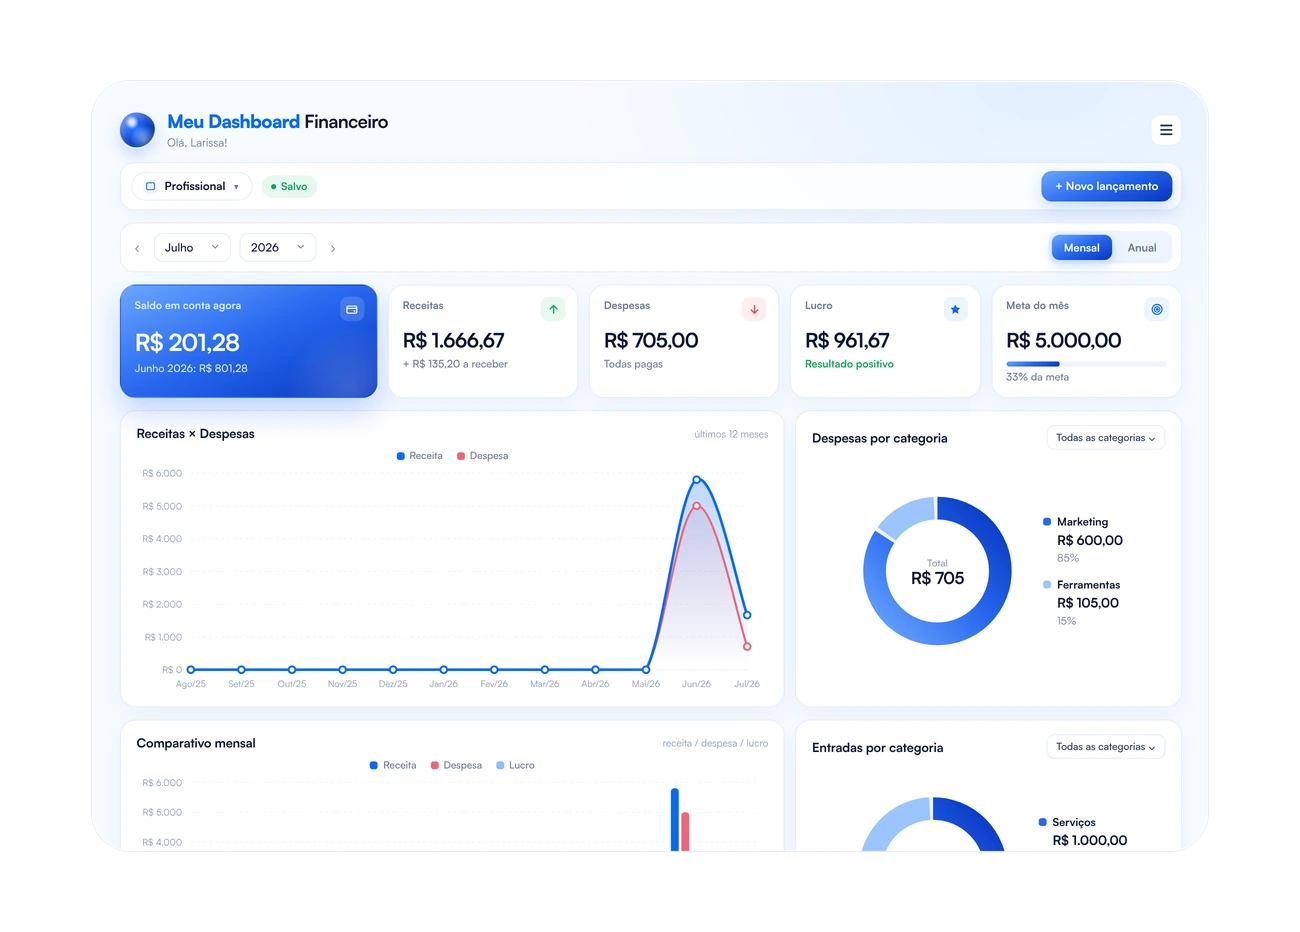 Meu Dashboard Financeiro
Olá, Larissa!
Profissional
Salvo
+ Novo lançamento
Julho
2026
Mensal
Anual
Saldo em conta agora
R$ 201,28
Junho 2026: R$ 801,28
Receitas
R$ 1.666,67
+ R$ 135,20 a receber
Despesas
R$ 705,00
Todas pagas
Lucro
R$ 961,67
Resultado positivo
Meta do mês
R$ 5.000,00
33% da meta
Receitas × Despesas
últimos 12 meses
Receita
Despesa
R$ 6.000
R$ 5.000
R$ 4.000
R$ 3.000
R$ 2.000
R$ 1.000
R$ 0
Ago/25
Set/25
Out/25
Nov/25
Dez/25
Jan/26
Fev/26
Mar/26
Abr/26
Mai/26
Jun/26
Jul/26
Despesas por categoria
Todas as categorias
Total
R$ 705
Marketing
R$ 600,00
85%
Ferramentas
R$ 105,00
15%
Comparativo mensal
receita / despesa / lucro
Receita
Despesa
Lucro
R$ 6.000
R$ 5.000
R$ 4.000
Entradas por categoria
Todas as categorias
Serviços
R$ 1.000,00